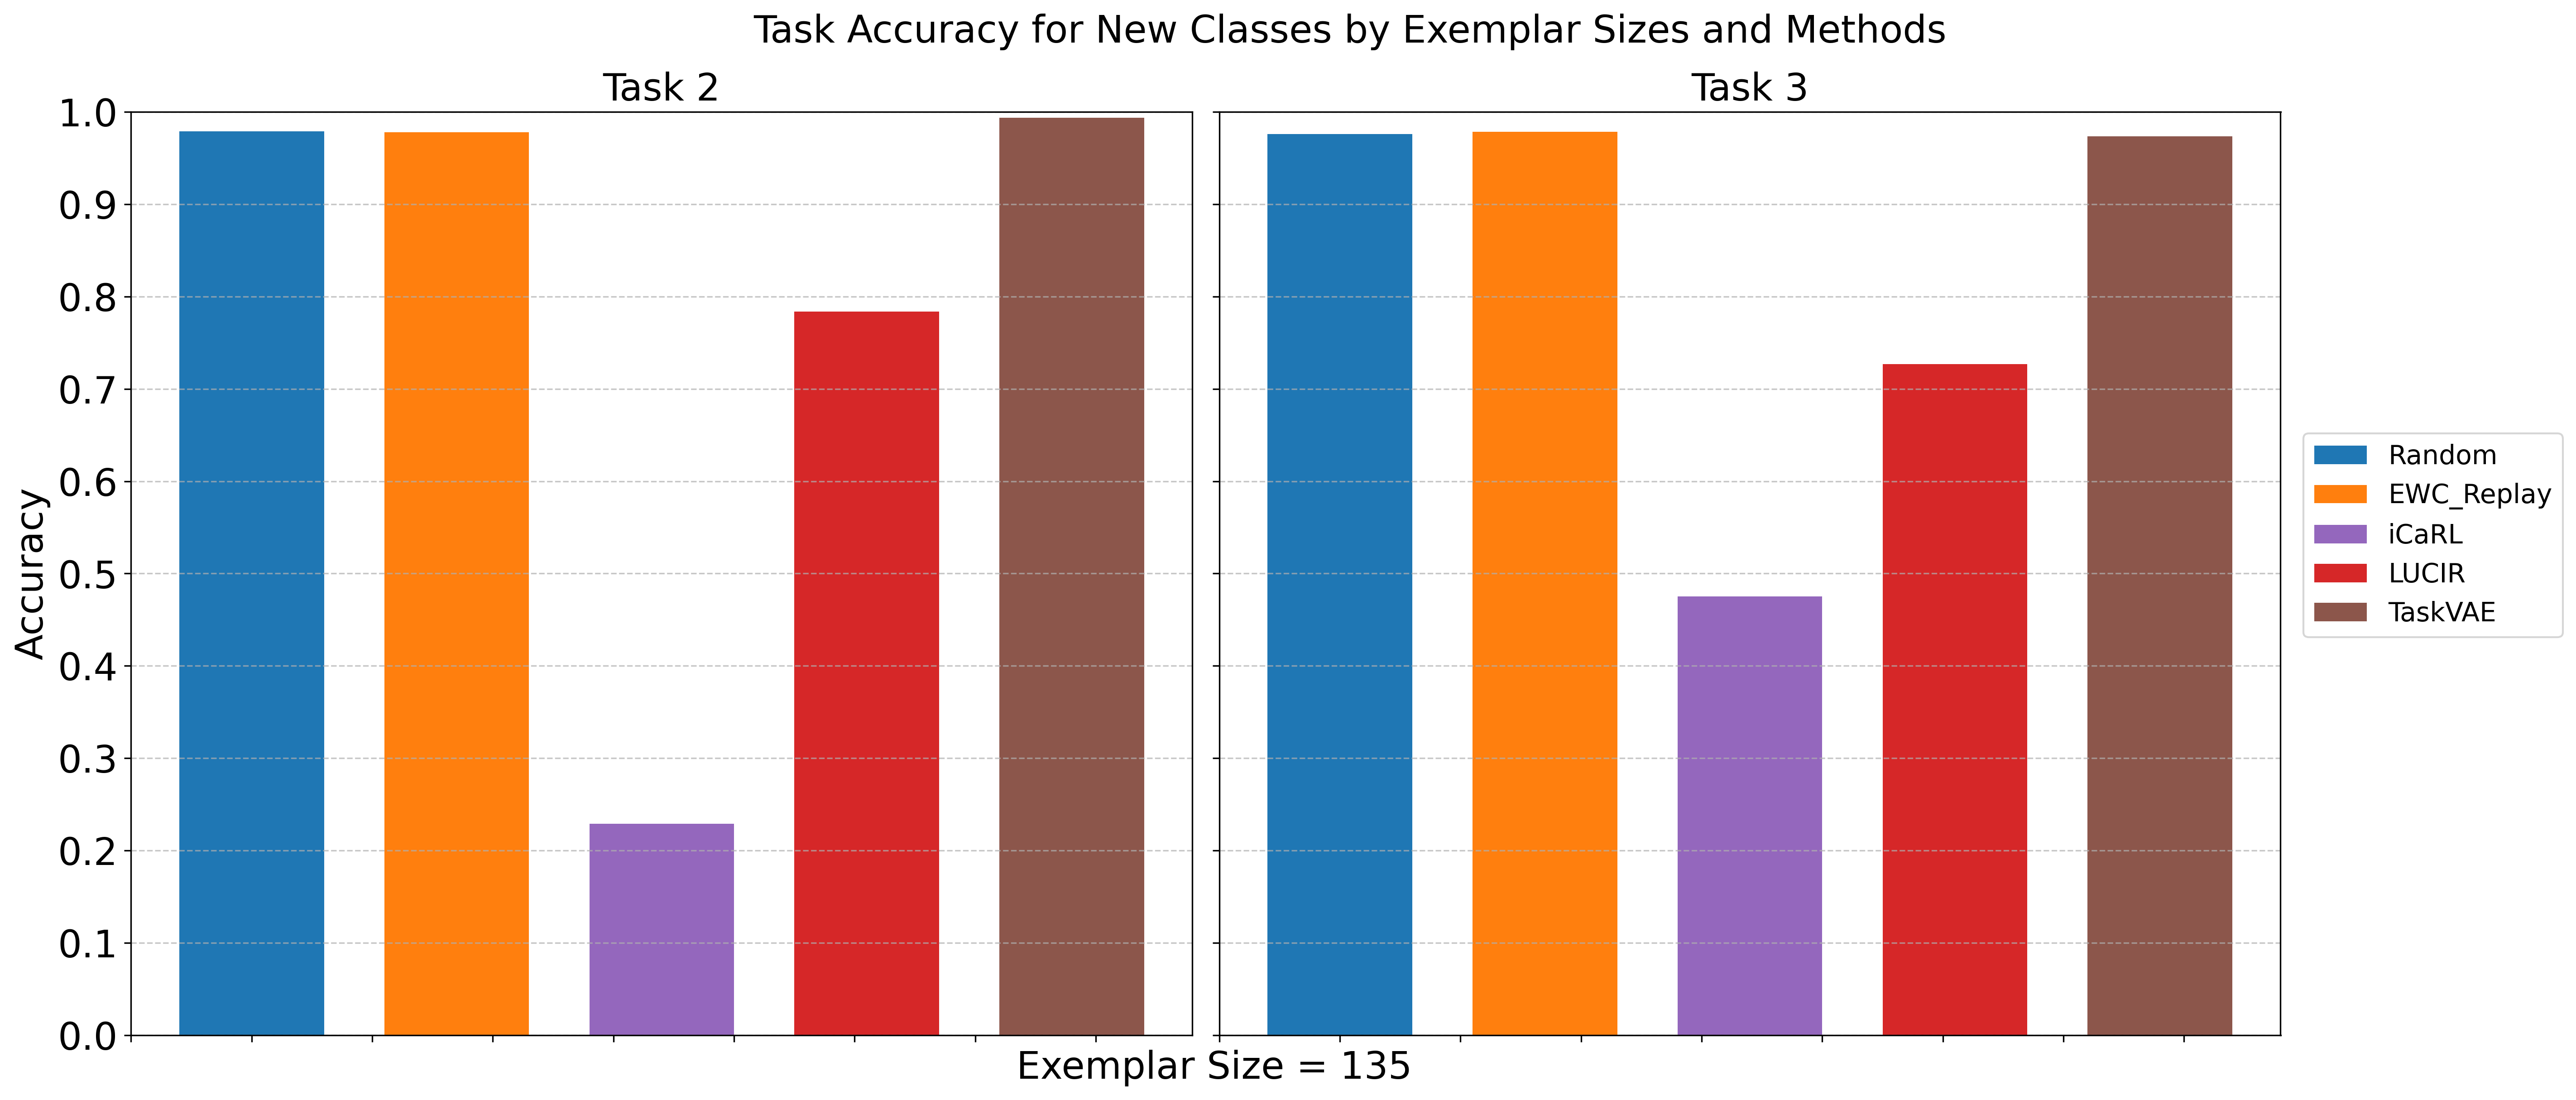 Task Accuracy for New Classes by Exemplar Sizes and Methods
Task 2
Task 3
1.0
0.9
0.8
0.7
0.6
0.5
0.4
0.3
0.2
0.1
0.0
Accuracy
Exemplar Size = 135
Random
EWC_Replay
iCaRL
LUCIR
TaskVAE